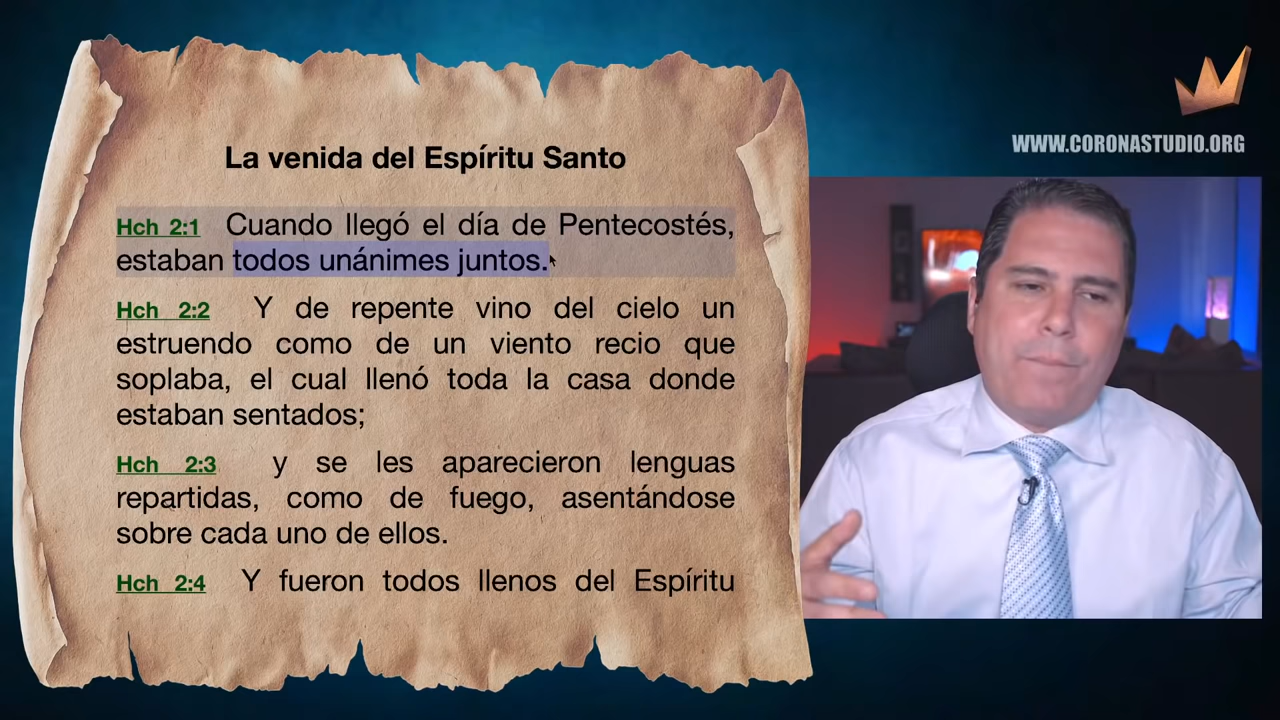 La venida del Espíritu Santo
Hch 2:1 Cuando llegó el día de Pentecostés,
estaban todos unánimes juntos.
Hch 2:2 Y de repente vino del cielo un
estruendo como de un viento recio que
soplaba, el cual llenó toda la casa donde
estaban sentados;
Hch 2:3 y se les aparecieron lenguas
repartidas, como de fuego, asentándose
sobre cada uno de ellos.
Hch 2:4 Y fueron todos llenos del Espíritu
WWW.CORONASTUDIO.ORG